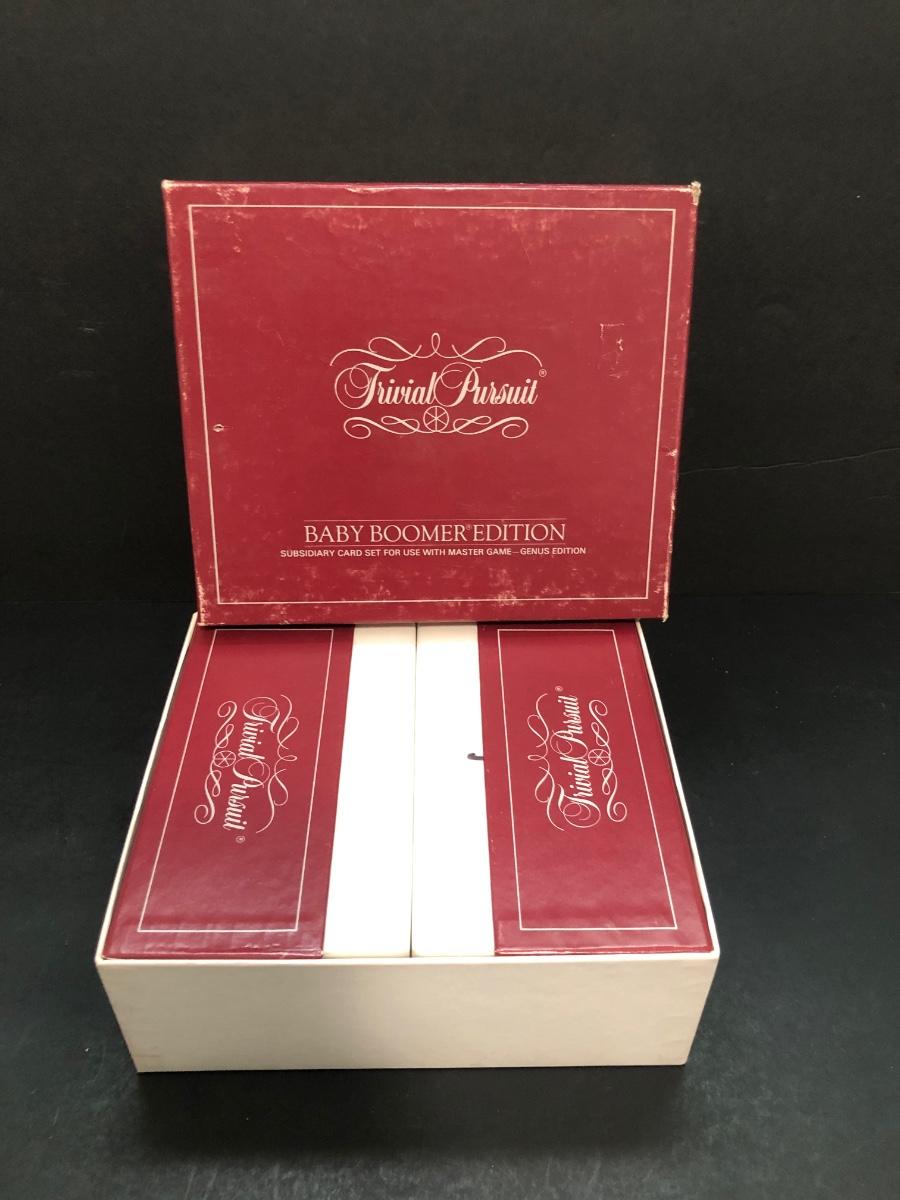 Trivial Pursuit®
BABY BOOMER® EDITION
SUBSIDIARY CARD SET FOR USE WITH MASTER GAME—GENUS EDITION
Trivial Pursuit®
Trivial Pursuit®